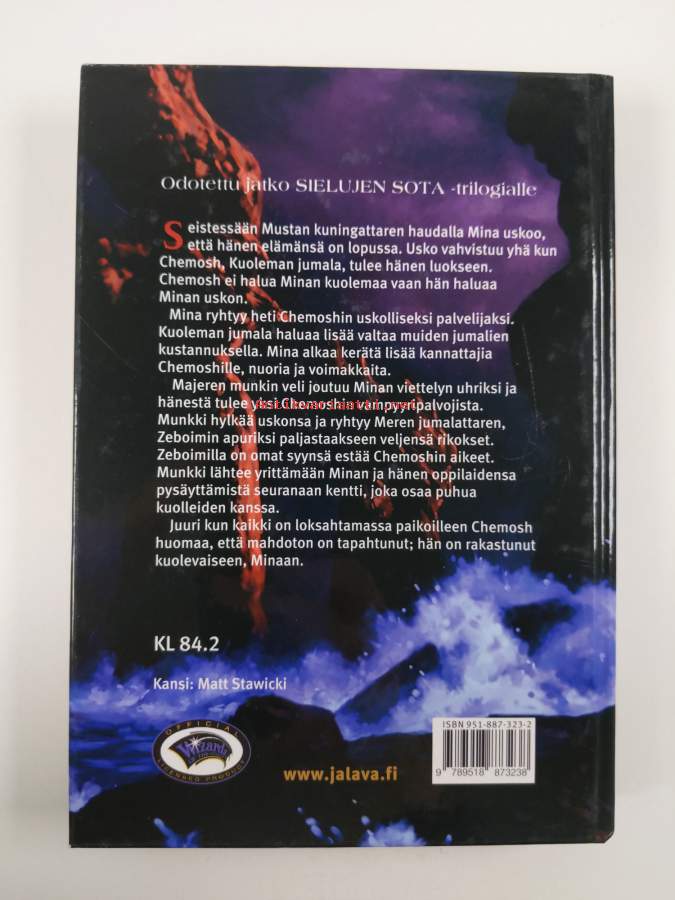 Odotettu jatko SIELUJEN SOTA -trilogialle
Seistessään Mustan kuningattaren haudalla Mina uskoo,
että hänen elämänsä on lopussa. Usko vahvistuu yhä kun
Chemosh, Kuoleman jumala, tulee hänen luokseen.
Chemosh ei halua Minan kuolemaa vaan hän haluaa
Minan uskon.
Mina ryhtyy heti Chemoshin uskolliseksi palvelijaksi.
Kuoleman jumala haluaa lisää valtaa muiden jumalien
kustannuksella. Mina alkaa kerätä lisää kannattajia
Chemoshille, nuoria ja voimakkaita.
Majeren munkin veli joutuu Minan viettelyn uhriksi ja
hänestä tulee yksi Chemoshin vampyyripalvojista.
Munkki hylkää uskonsa ja ryhtyy Meren jumalattaren,
Zeboimin apuriksi paljastaakseen veljensä rikokset.
Zeboimilla on omat syynsä estää Chemoshin aikeet.
Munkki lähtee yrittämään Minan ja hänen oppilaidensa
pysäyttämistä seuranaan kentti, joka osaa puhua
kuolleiden kanssa.
Juuri kun kaikki on loksahtamassa paikoilleen Chemosh
huomaa, että mahdoton on tapahtunut; hän on rakastunut
kuolevaiseen, Minaan.
KL 84.2
Kansi: Matt Stawicki
OFFICIAL
Wizards
OF THE
LICENSED PRODUCT
www.jalava.fi
ISBN 951-887-323-2
9 789518 873238